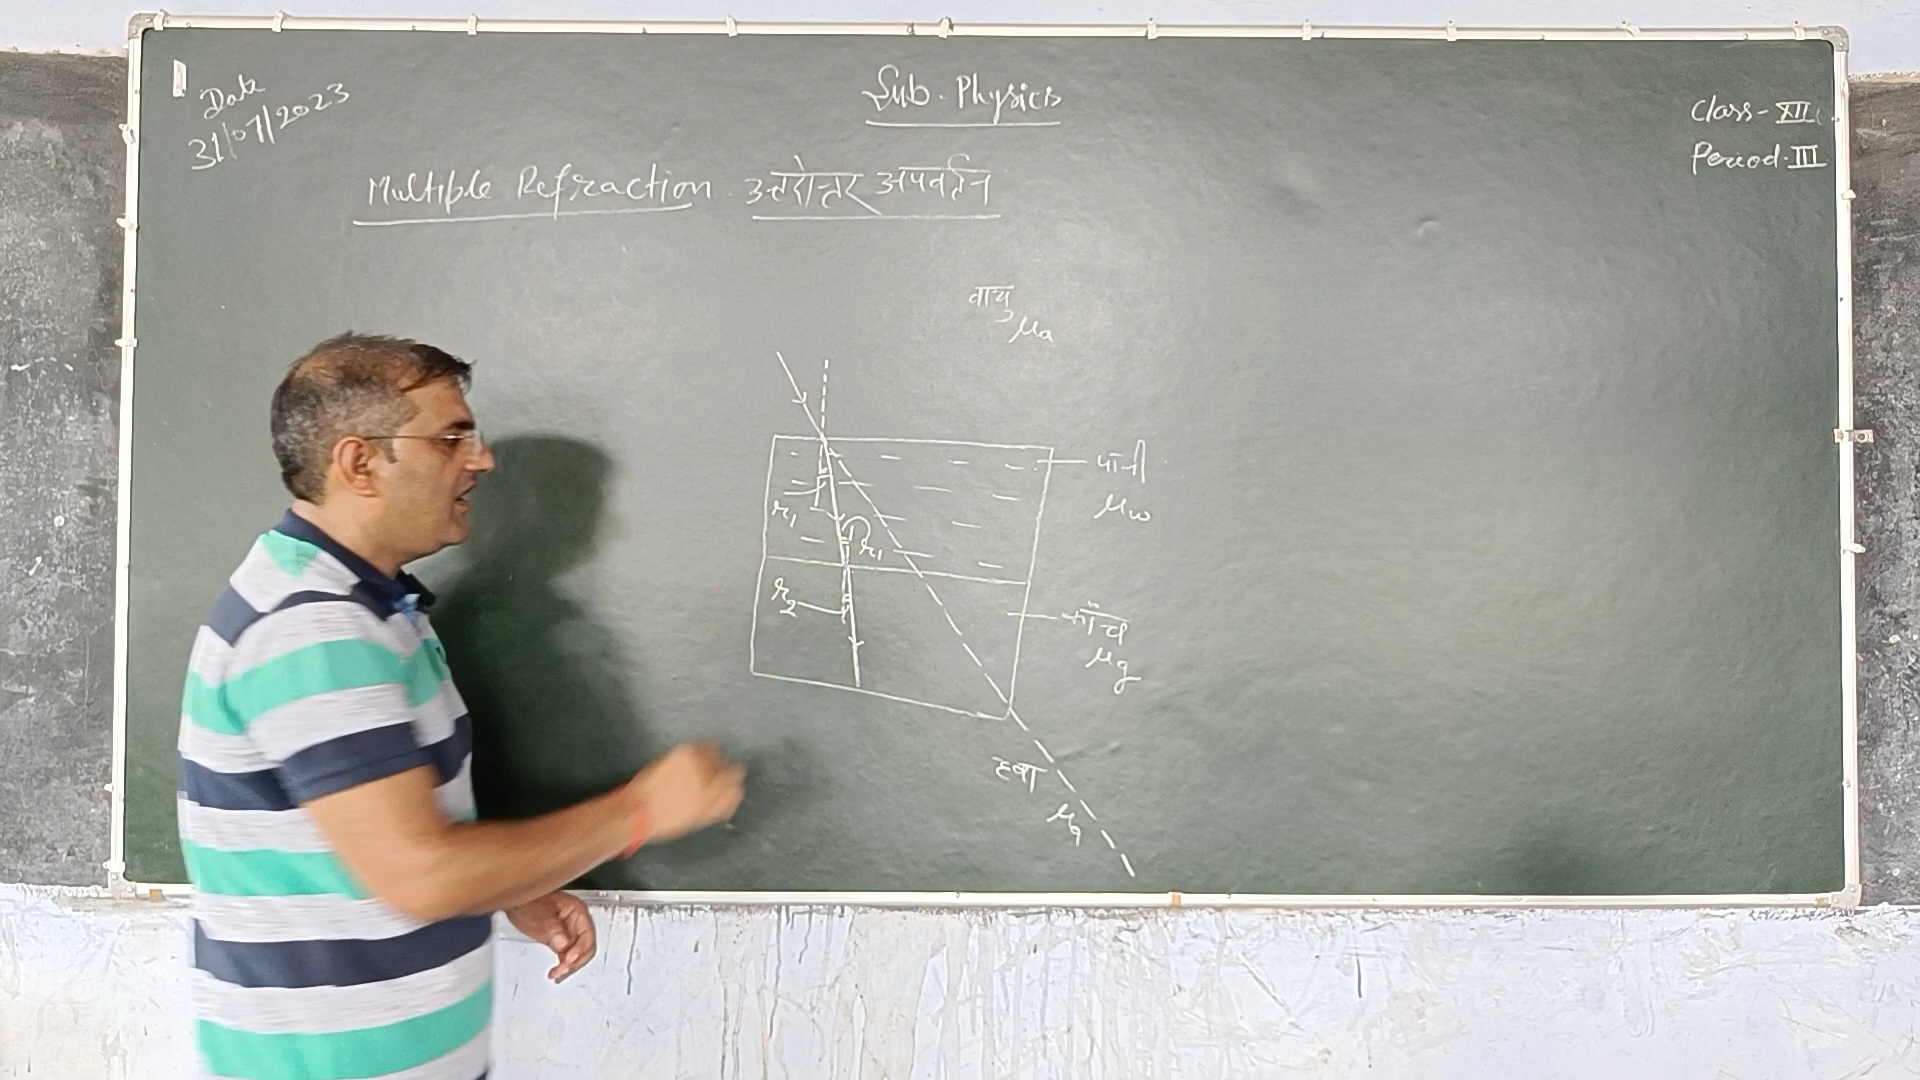 Date
31/07/2023
Sub. Physics
Class-XII
Period-III
Multiple Refraction उत्तरोत्तर अपवर्तन
वायु
μa
पानी
μw
r₁
r₁
r₂
काँच
μg
हवा
μa